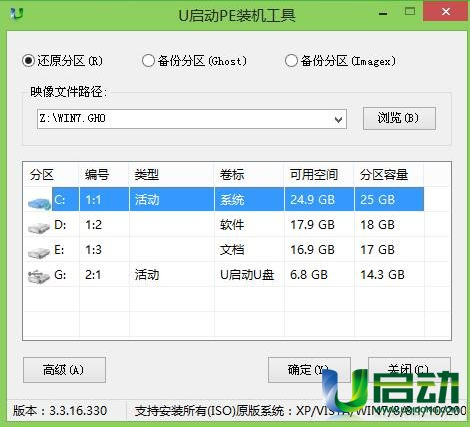 U启动PE装机工具
还原分区(R) 备份分区(Ghost) 备份分区(Imagex)
映像文件路径:
Z:\WIN7.GHO 浏览(B)
分区 编号 类型 卷标 可用空间 分区容量
C: 1:1 活动 系统 24.9 GB 25 GB
D: 1:2 软件 17.9 GB 18 GB
E: 1:3 文档 16.9 GB 17 GB
G: 2:1 活动 U启动U盘 6.8 GB 14.3 GB
高级(A) 确定(Y) 关闭(C)
U启动
版本：3.3.16.330 支持安装所有(ISO)原版系统：XP/VISTA/WIN7/8/8.1/10/200